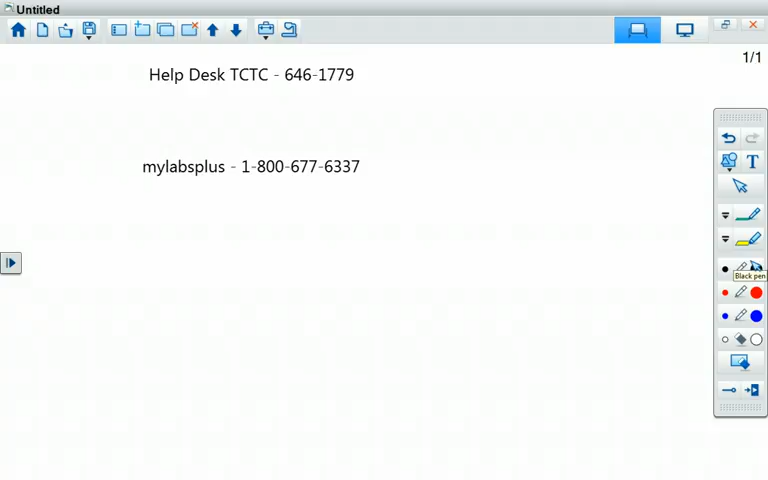 Untitled
1/1
Help Desk TCTC - 646-1779
mylabsplus - 1-800-677-6337
T
Black pen